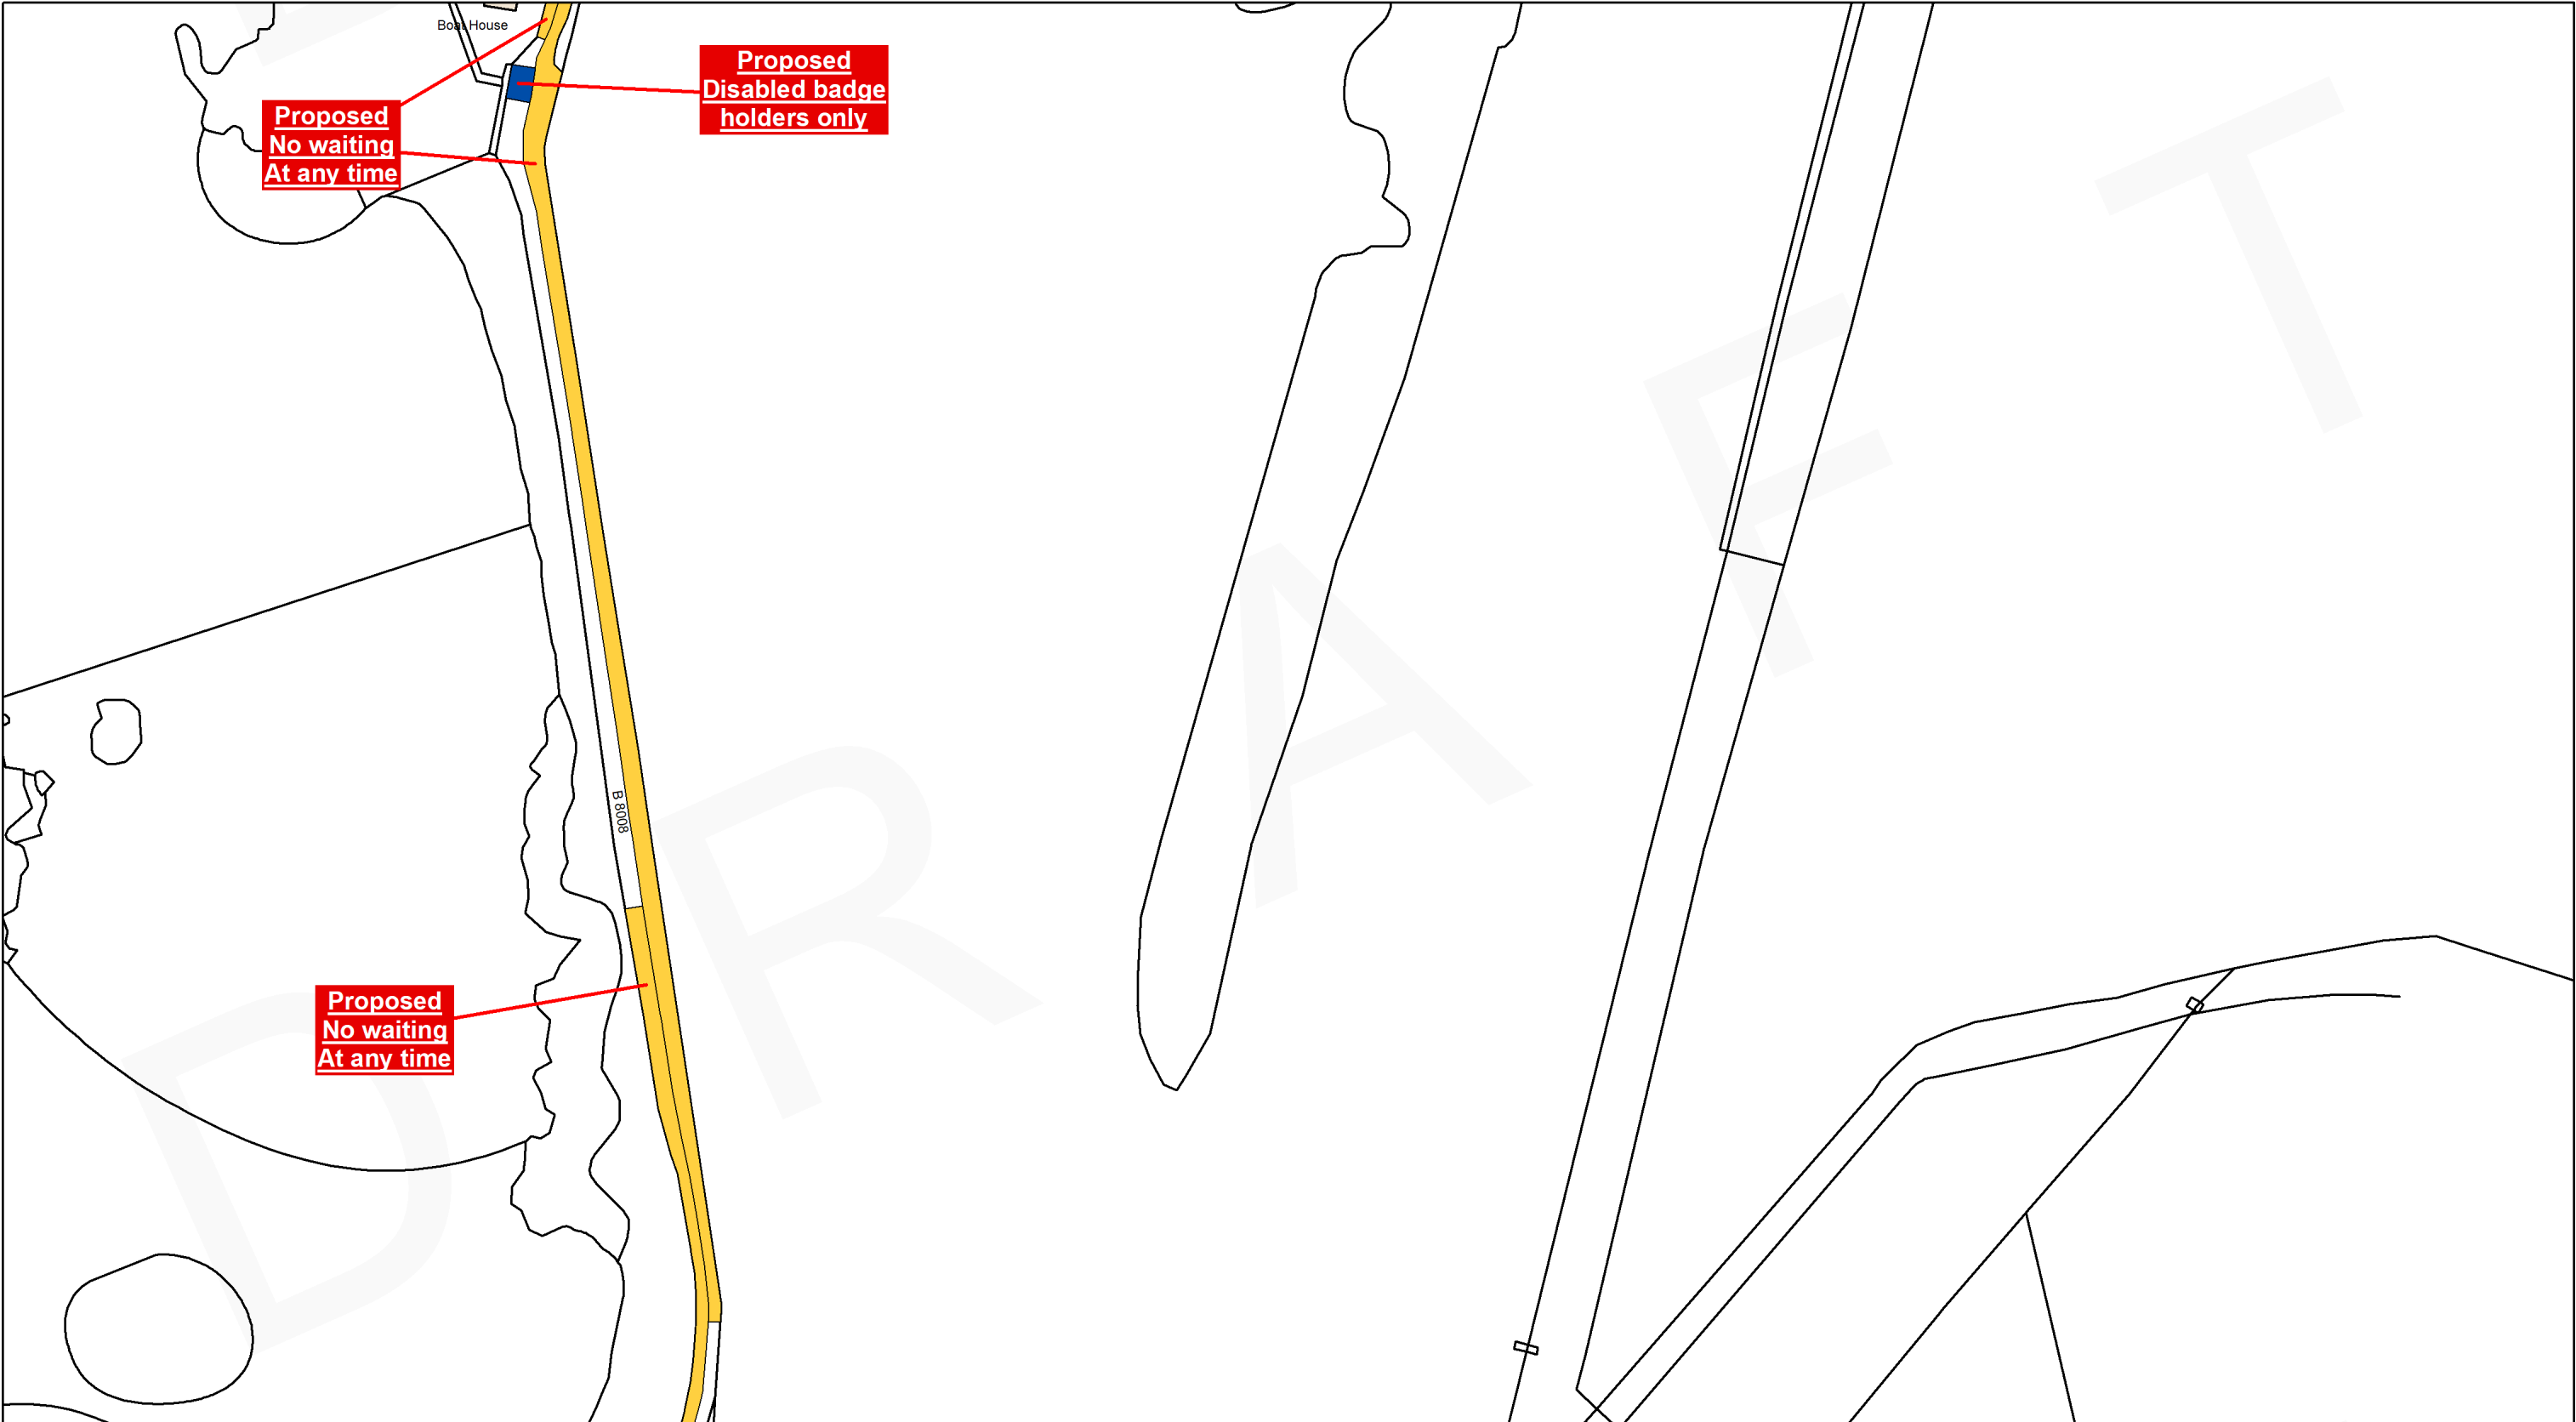 Boat House
Proposed
Disabled badge
holders only
Proposed
No waiting
At any time
B 8008
Proposed
No waiting
At any time
DRAFT